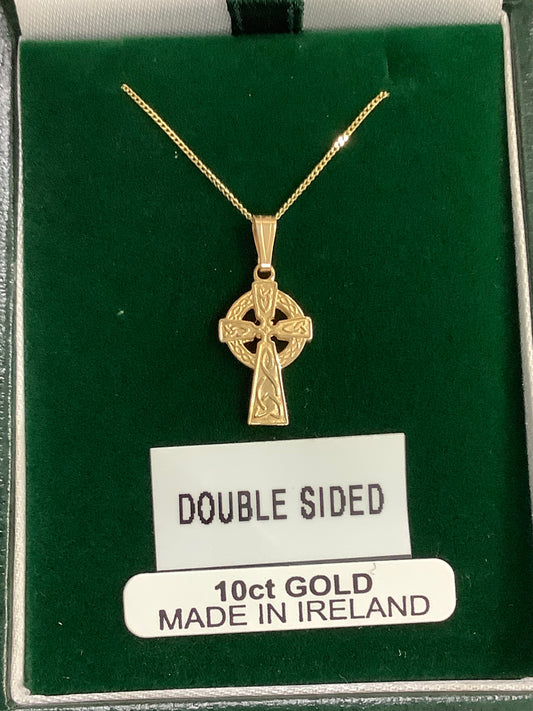 DOUBLE SIDED
10ct GOLD
MADE IN IRELAND